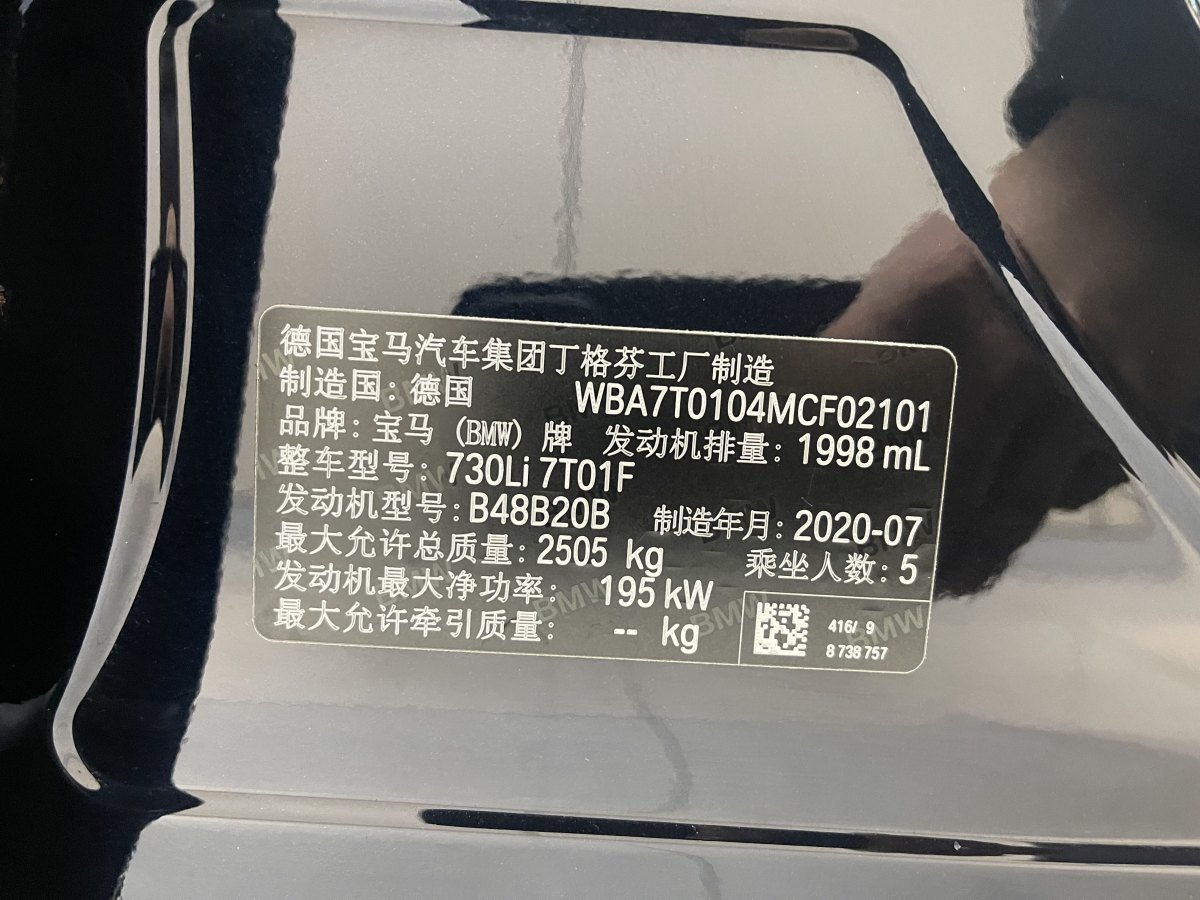 德国宝马汽车集团丁格芬工厂制造
制造国：德国 WBA7T0104MCF02101
品牌：宝马（BMW）牌 发动机排量：1998 mL
整车型号：730Li 7T01F
发动机型号：B48B20B 制造年月：2020-07
最大允许总质量：2505 kg 乘坐人数：5
发动机最大净功率：195 kW
最大允许牵引质量：-- kg
416/ 9
8 738 757